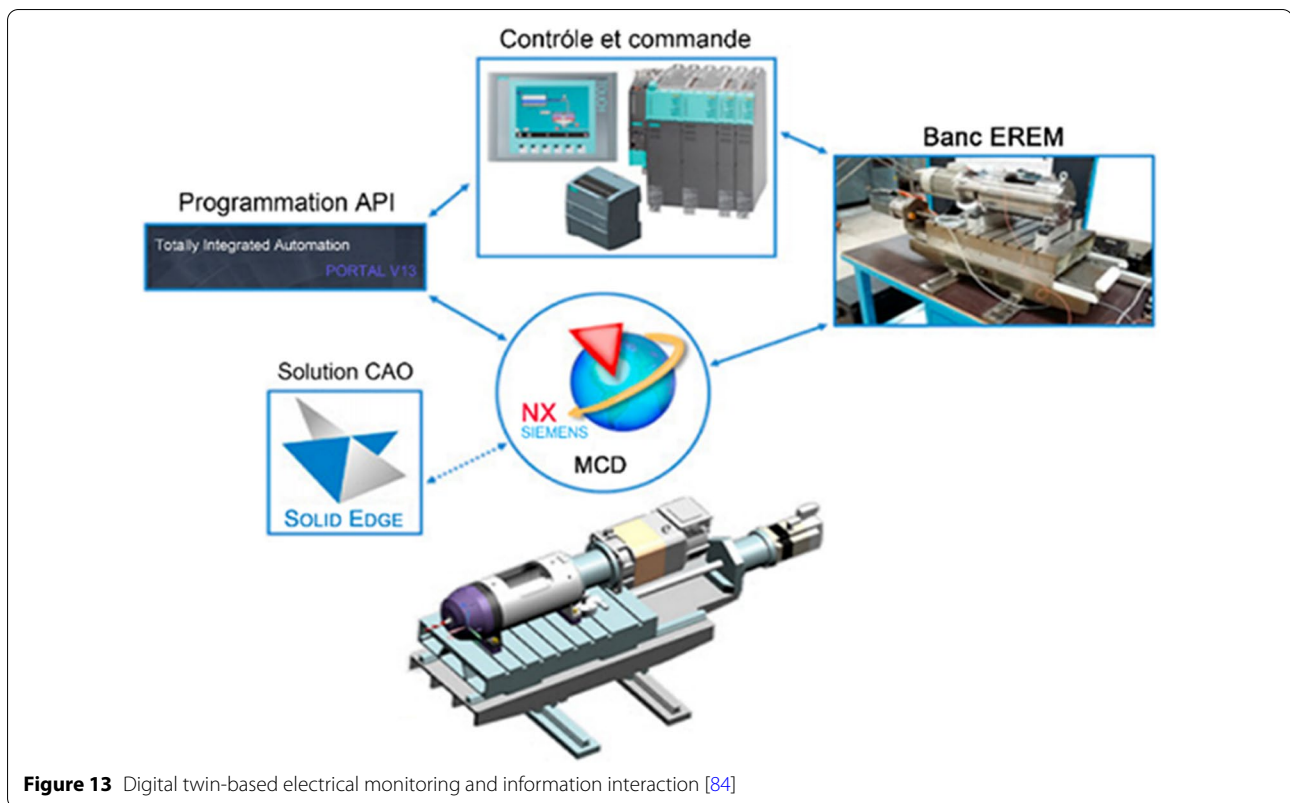 Contróle et commande
Banc EREM
Programmation API
Totally Integrated Automation
PORTAL V13
Solution CAO
SOLID EDGE
NX
SIEMENS
MCD
Figure 13 Digital twin-based electrical monitoring and information interaction [84]